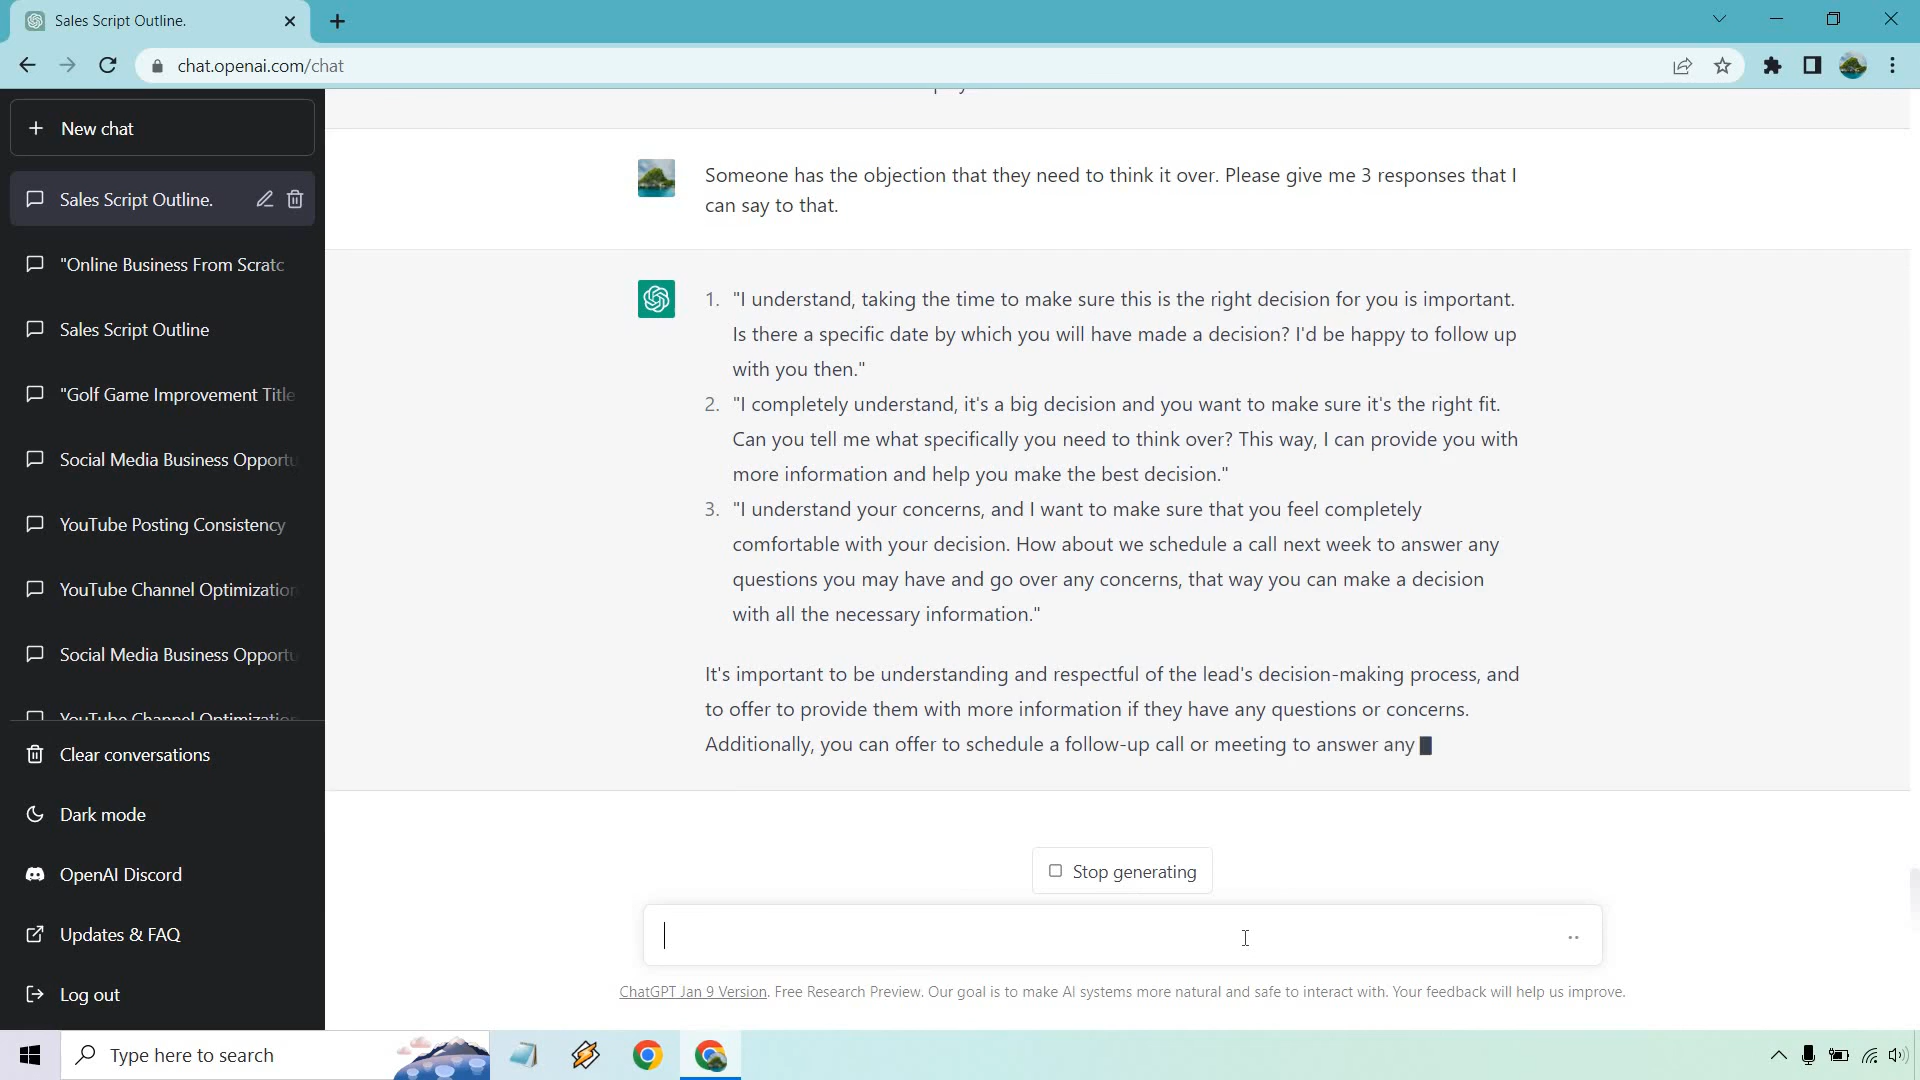 Sales Script Outline.
chat.openai.com/chat
New chat
Sales Script Outline.
"Online Business From Scratc
Sales Script Outline
"Golf Game Improvement Title
Social Media Business Opportu
YouTube Posting Consistency
YouTube Channel Optimization
Social Media Business Opportu
YouTube Channel Optimization
Clear conversations
Dark mode
OpenAI Discord
Updates & FAQ
Log out
Someone has the objection that they need to think it over. Please give me 3 responses that I
can say to that.
1. "I understand, taking the time to make sure this is the right decision for you is important.
Is there a specific date by which you will have made a decision? I'd be happy to follow up
with you then."
2. "I completely understand, it's a big decision and you want to make sure it's the right fit.
Can you tell me what specifically you need to think over? This way, I can provide you with
more information and help you make the best decision."
3. "I understand your concerns, and I want to make sure that you feel completely
comfortable with your decision. How about we schedule a call next week to answer any
questions you may have and go over any concerns, that way you can make a decision
with all the necessary information."
It's important to be understanding and respectful of the lead's decision-making process, and
to offer to provide them with more information if they have any questions or concerns.
Additionally, you can offer to schedule a follow-up call or meeting to answer any
Stop generating
ChatGPT Jan 9 Version. Free Research Preview. Our goal is to make AI systems more natural and safe to interact with. Your feedback will help us improve.
Type here to search